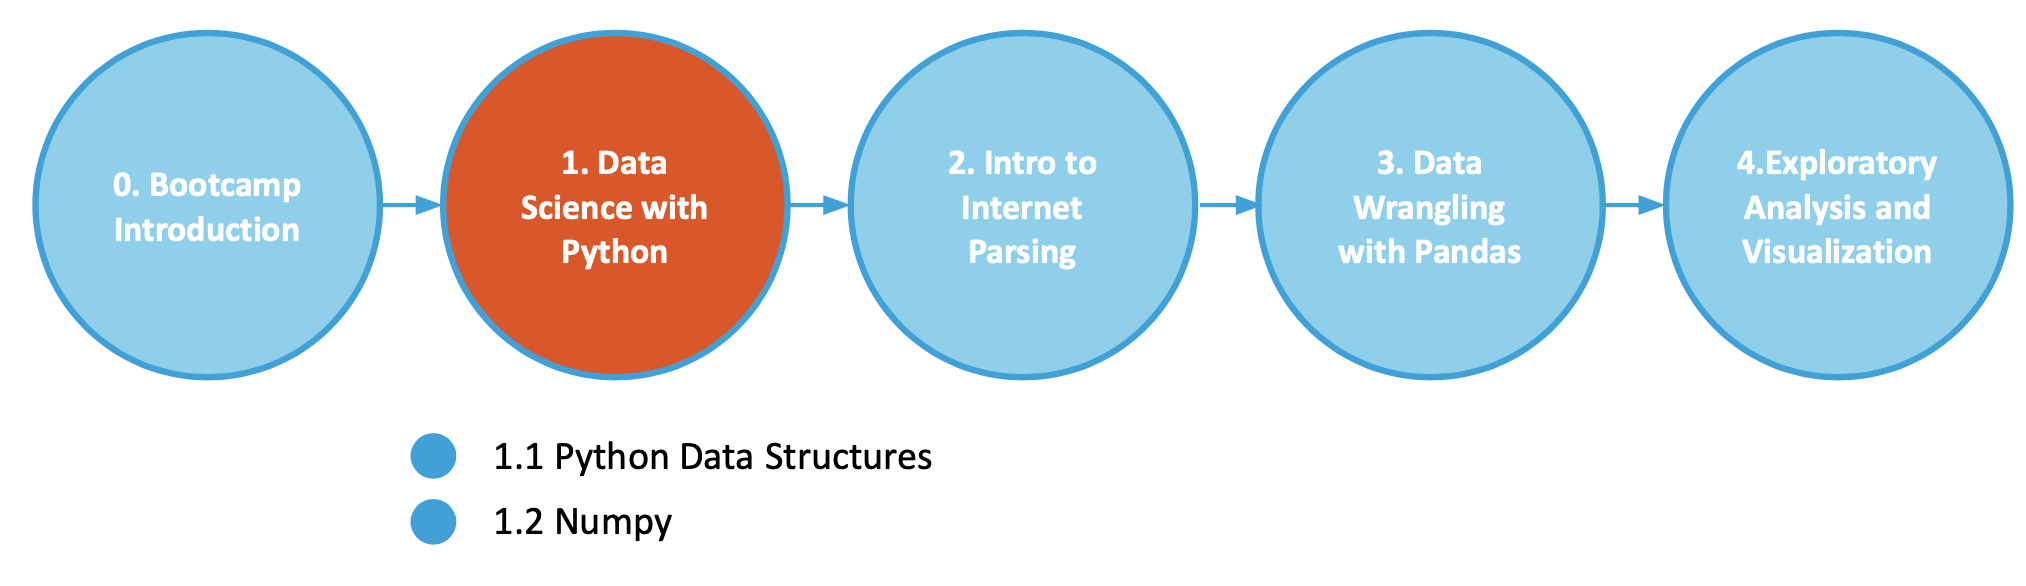 0. Bootcamp
Introduction
1. Data
Science with
Python
2. Intro to
Internet
Parsing
3. Data
Wrangling
with Pandas
4.Exploratory
Analysis and
Visualization
1.1 Python Data Structures
1.2 Numpy